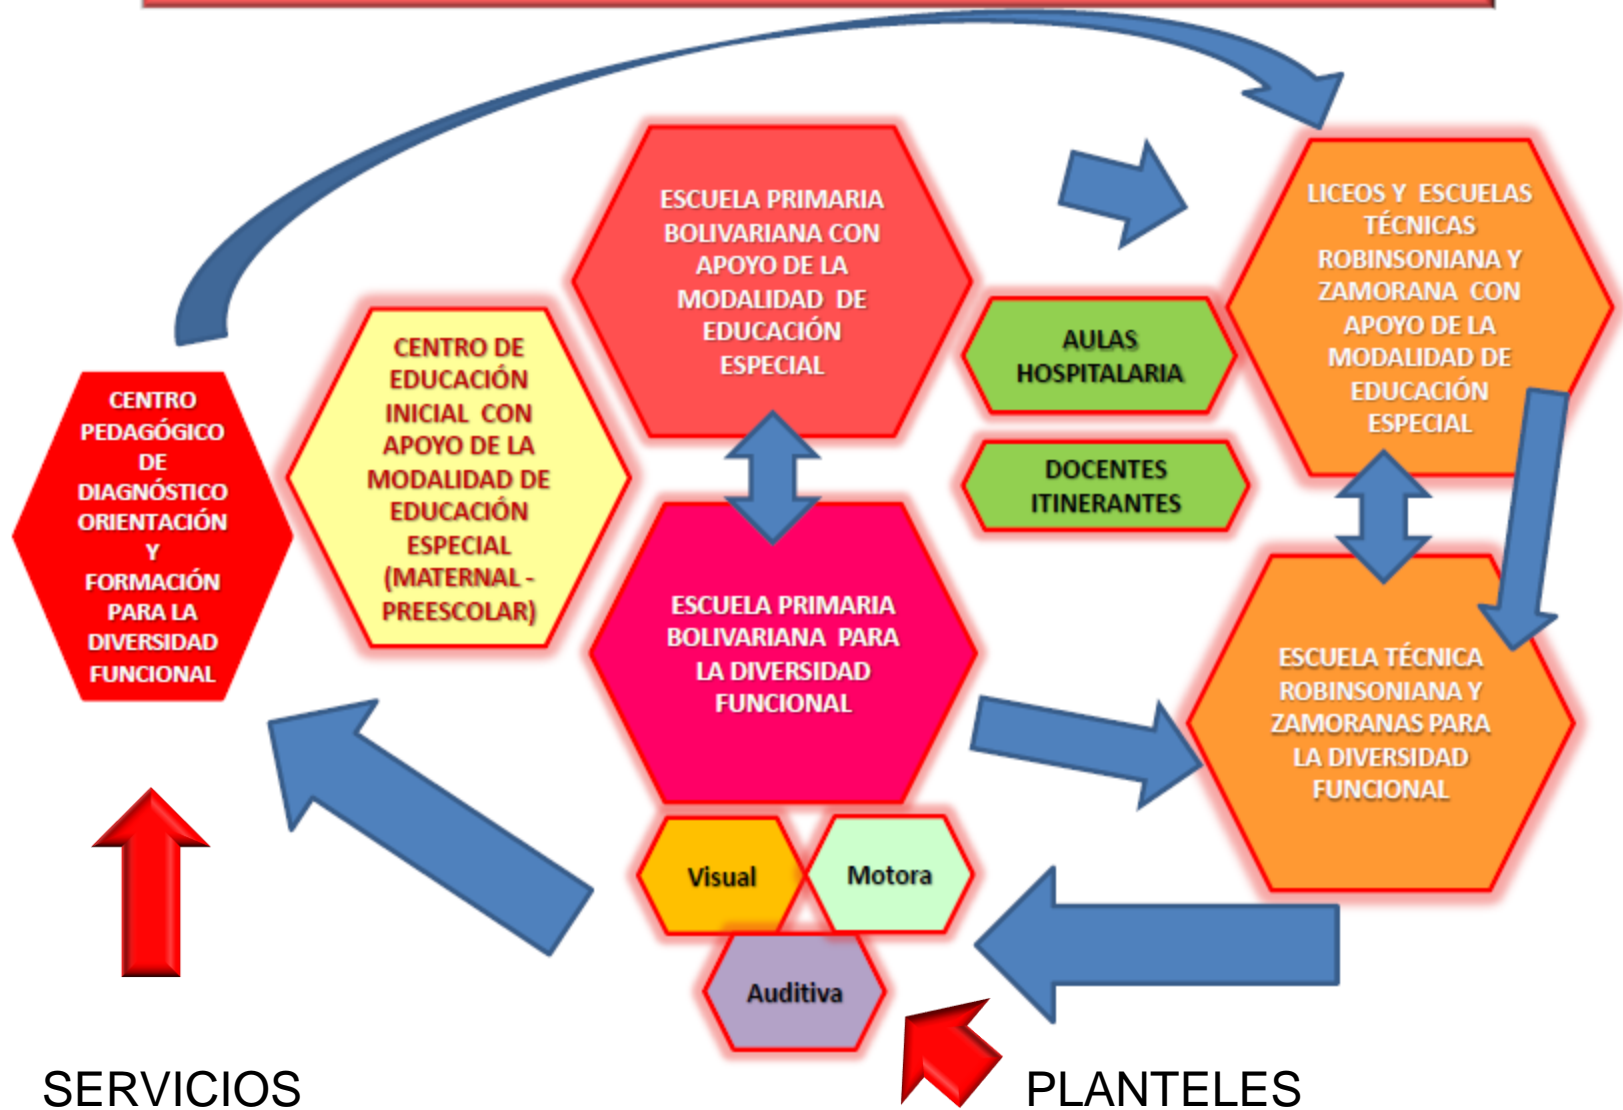 ESCUELA PRIMARIA
BOLIVARIANA CON
APOYO DE LA
MODALIDAD DE
EDUCACIÓN
ESPECIAL
LICEOS Y ESCUELAS
TÉCNICAS
ROBINSONIANA Y
ZAMORANA CON
APOYO DE LA
MODALIDAD DE
EDUCACIÓN
ESPECIAL
AULAS
HOSPITALARIA
CENTRO DE
EDUCACIÓN
INICIAL CON
APOYO DE LA
MODALIDAD DE
EDUCACIÓN
ESPECIAL
(MATERNAL -
PREESCOLAR)
CENTRO
PEDAGÓGICO
DE
DIAGNÓSTICO
ORIENTACIÓN
Y
FORMACIÓN
PARA LA
DIVERSIDAD
FUNCIONAL
DOCENTES
ITINERANTES
ESCUELA PRIMARIA
BOLIVARIANA PARA
LA DIVERSIDAD
FUNCIONAL
ESCUELA TÉCNICA
ROBINSONIANA Y
ZAMORANAS PARA
LA DIVERSIDAD
FUNCIONAL
Visual
Motora
Auditiva
SERVICIOS
PLANTELES